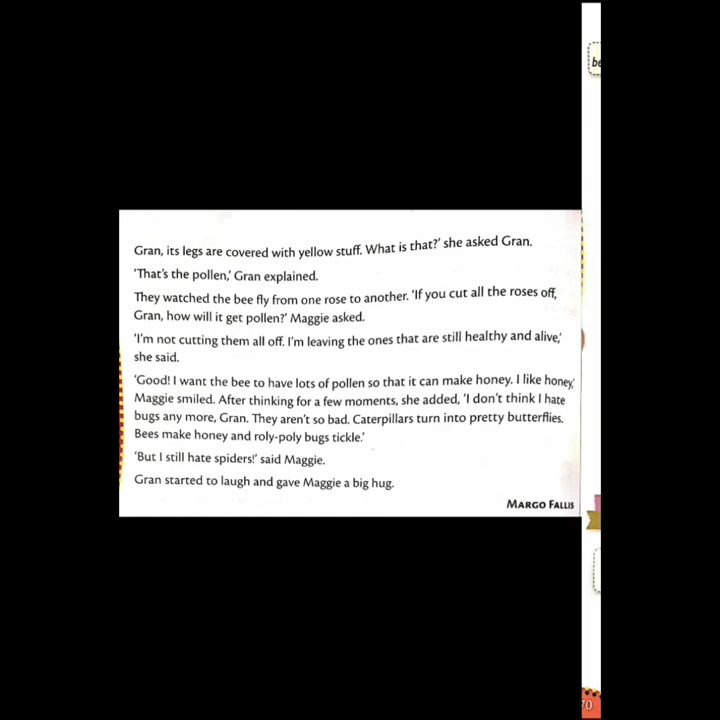 Gran, its legs are covered with yellow stuff. What is that?' she asked Gran.
'That's the pollen,' Gran explained.
They watched the bee fly from one rose to another. 'If you cut all the roses off,
Gran, how will it get pollen?' Maggie asked.
'I'm not cutting them all off. I'm leaving the ones that are still healthy and alive,'
she said.
'Good! I want the bee to have lots of pollen so that it can make honey. I like honey,'
Maggie smiled. After thinking for a few moments, she added, 'I don't think I hate
bugs any more, Gran. They aren't so bad. Caterpillars turn into pretty butterflies.
Bees make honey and roly-poly bugs tickle.'
'But I still hate spiders!' said Maggie.
Gran started to laugh and gave Maggie a big hug.
MARGO FALLIS
be
70